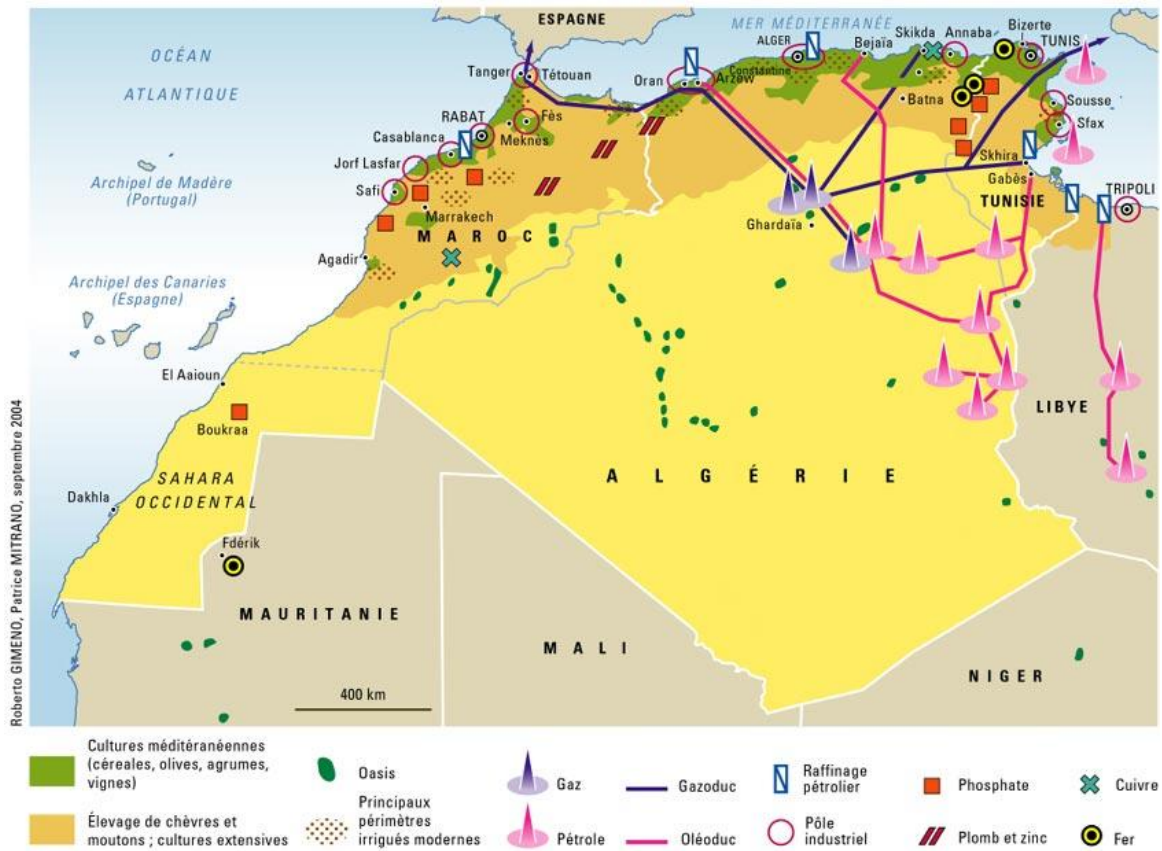 ESPAGNE
MER MÉDITERRANÉE
OCÉAN
ATLANTIQUE
Skikda
Annaba
Bizerte
ALGER
Bejaïa
TUNIS
Tanger
Tétouan
Oran
Arzew
Constantine
Batna
Sousse
RABAT
Fès
Sfax
Casablanca
Meknès
Jorf Lasfar
Skhira
Archipel de Madère
(Portugal)
Safi
Gabès
Marrakech
TUNISIE
TRIPOLI
Ghardaïa
MAROC
Agadir
Archipel des Canaries
(Espagne)
El Aaioun
LIBYE
Boukraa
ALGÉRIE
SAHARA
OCCIDENTAL
Dakhla
Fdérik
MAURITANIE
MALI
NIGER
400 km
Roberto GIMENO, Patrice MITRANO, septembre 2004
Cultures méditéranéennes
(céreales, olives, agrumes,
vignes)
Élevage de chèvres et
moutons ; cultures extensives
Oasis
Principaux
périmètres
irrigués modernes
Gaz
Pétrole
Gazoduc
Oléoduc
Raffinage
pétrolier
Pôle
industriel
Phosphate
Plomb et zinc
Cuivre
Fer